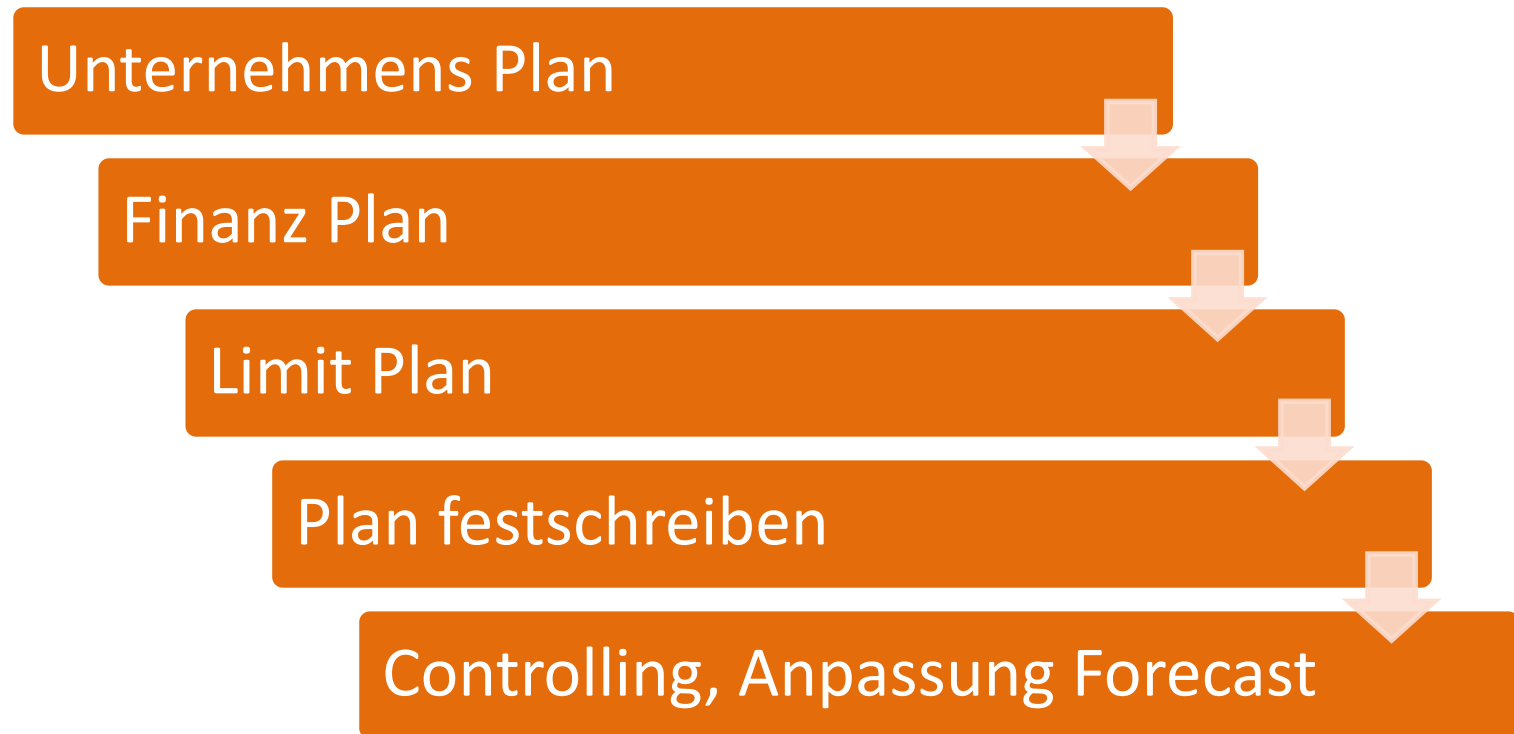 Unternehmens Plan
Finanz Plan
Limit Plan
Plan festschreiben
Controlling, Anpassung Forecast